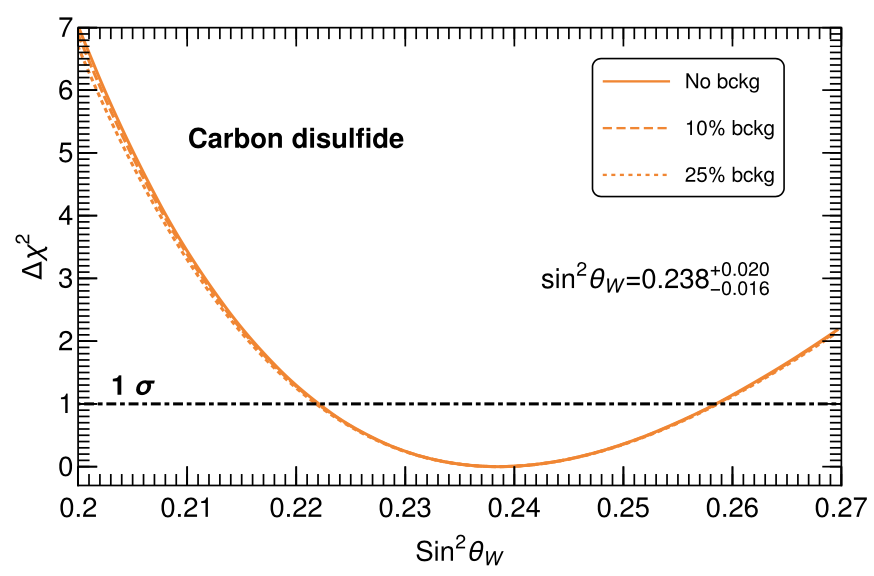 7
6
5
4
3
2
1
0
Δχ²
No bckg
10% bckg
25% bckg
Carbon disulfide
sin²θ_W=0.238^{+0.020}_{−0.016}
1 σ
0.2 0.21 0.22 0.23 0.24 0.25 0.26 0.27
Sin²θ_W